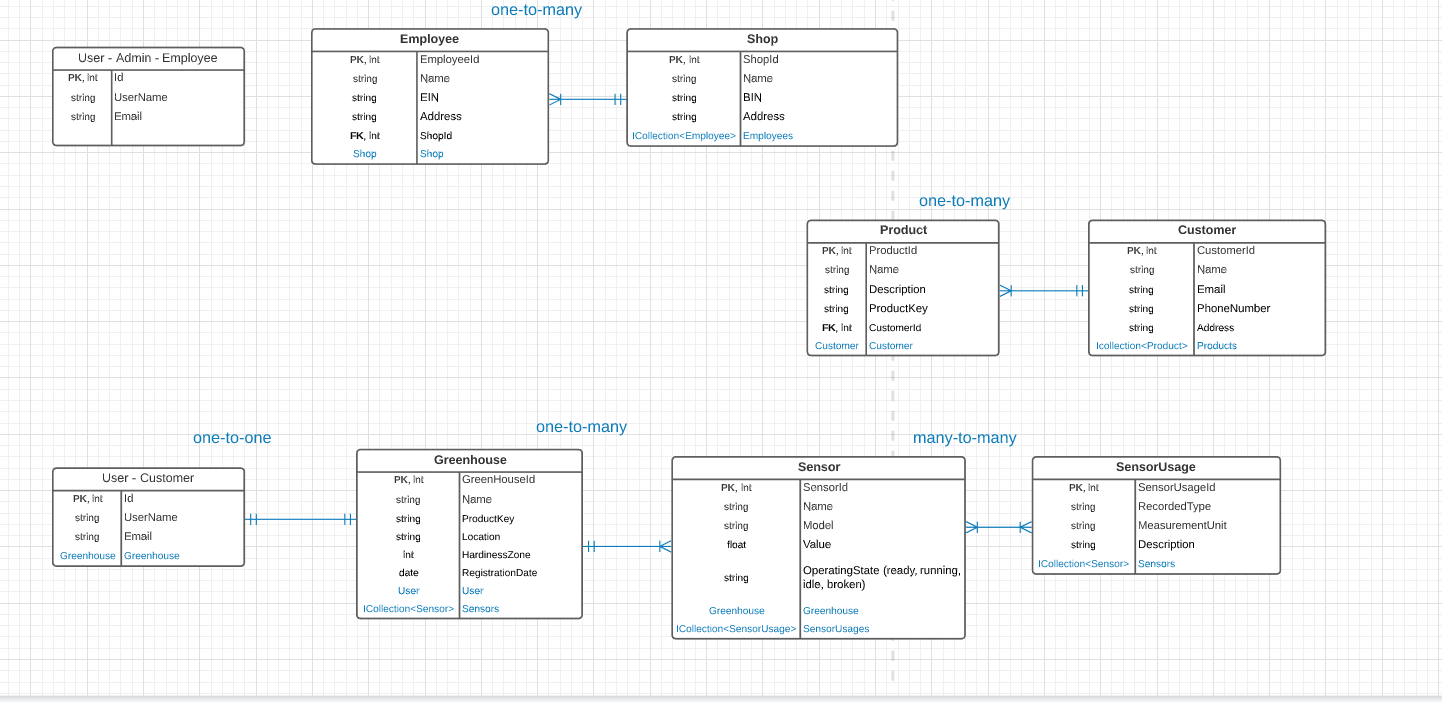 one-to-many
User - Admin - Employee
PK, int Id
string UserName
string Email
Employee
PK, int EmployeeId
string Name
string EIN
string Address
FK, int ShopId
Shop Shop
Shop
PK, int ShopId
string Name
string BIN
string Address
ICollection<Employee> Employees
one-to-many
Product
PK, int ProductId
string Name
string Description
string ProductKey
FK, int CustomerId
Customer Customer
Customer
PK, int CustomerId
string Name
string Email
string PhoneNumber
string Address
Icollection<Product> Products
one-to-one
one-to-many
many-to-many
User - Customer
PK, int Id
string UserName
string Email
Greenhouse Greenhouse
Greenhouse
PK, int GreenHouseId
string Name
string ProductKey
string Location
int HardinessZone
date RegistrationDate
User User
ICollection<Sensor> Sensors
Sensor
PK, int SensorId
string Name
string Model
float Value
string OperatingState (ready, running,
idle, broken)
Greenhouse Greenhouse
ICollection<SensorUsage> SensorUsages
SensorUsage
PK, int SensorUsageId
string RecordedType
string MeasurementUnit
string Description
ICollection<Sensor> Sensors